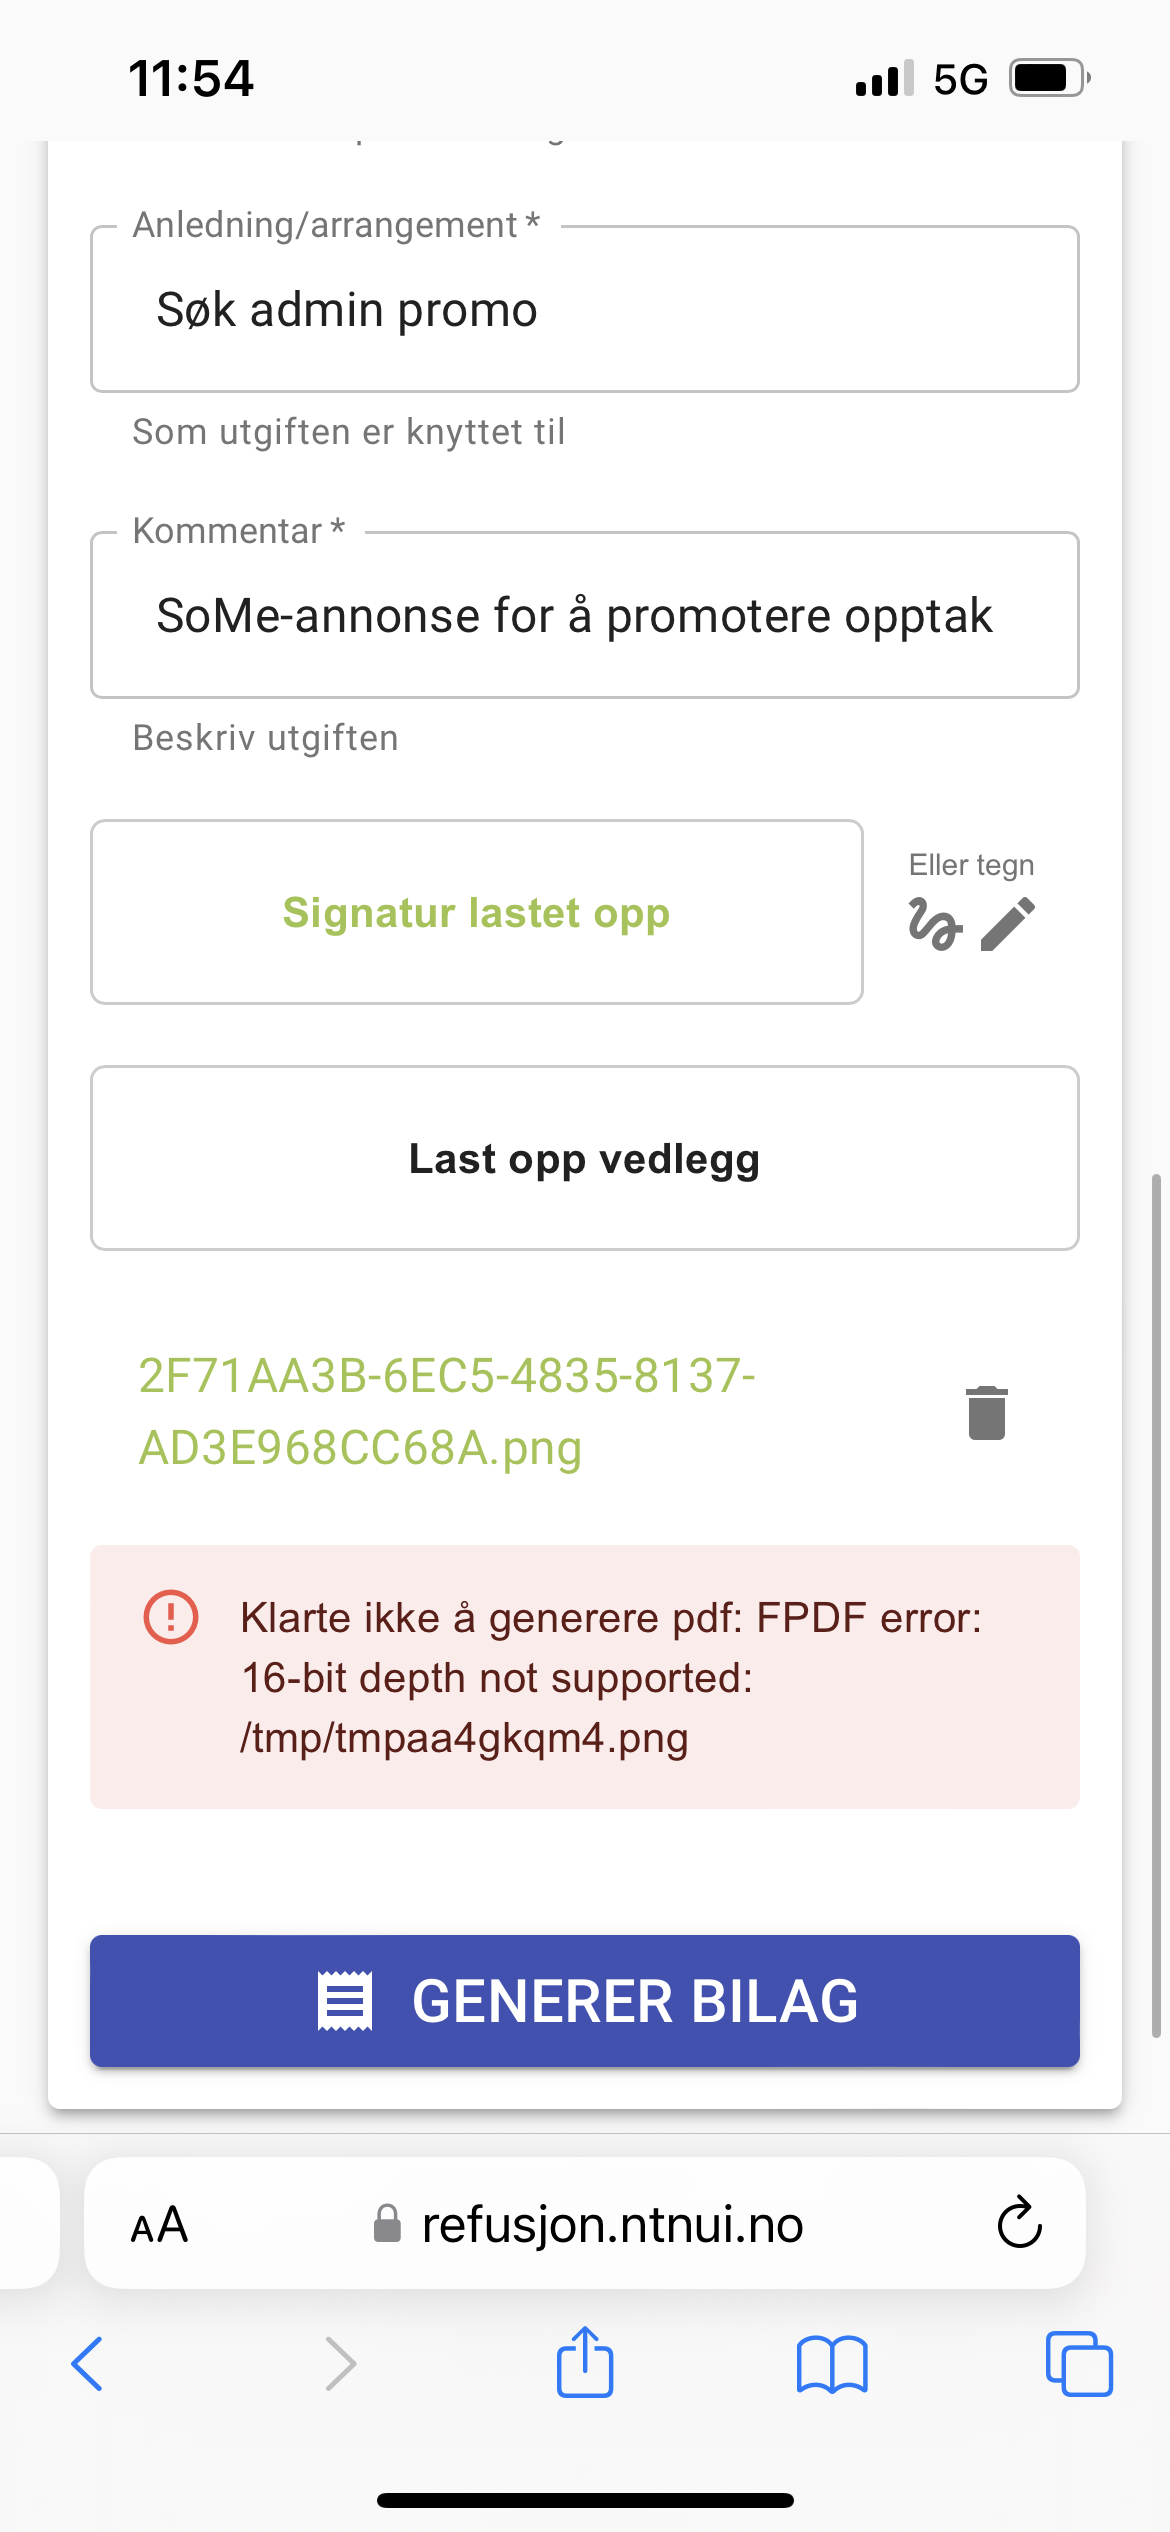 11:54
5G
Anledning/arrangement *
Søk admin promo
Som utgiften er knyttet til
Kommentar *
SoMe-annonse for å promotere opptak
Beskriv utgiften
Signatur lastet opp
Eller tegn
Last opp vedlegg
2F71AA3B-6EC5-4835-8137-
AD3E968CC68A.png
Klarte ikke å generere pdf: FPDF error:
16-bit depth not supported:
/tmp/tmpaa4gkqm4.png
GENERER BILAG
AA
refusjon.ntnui.no